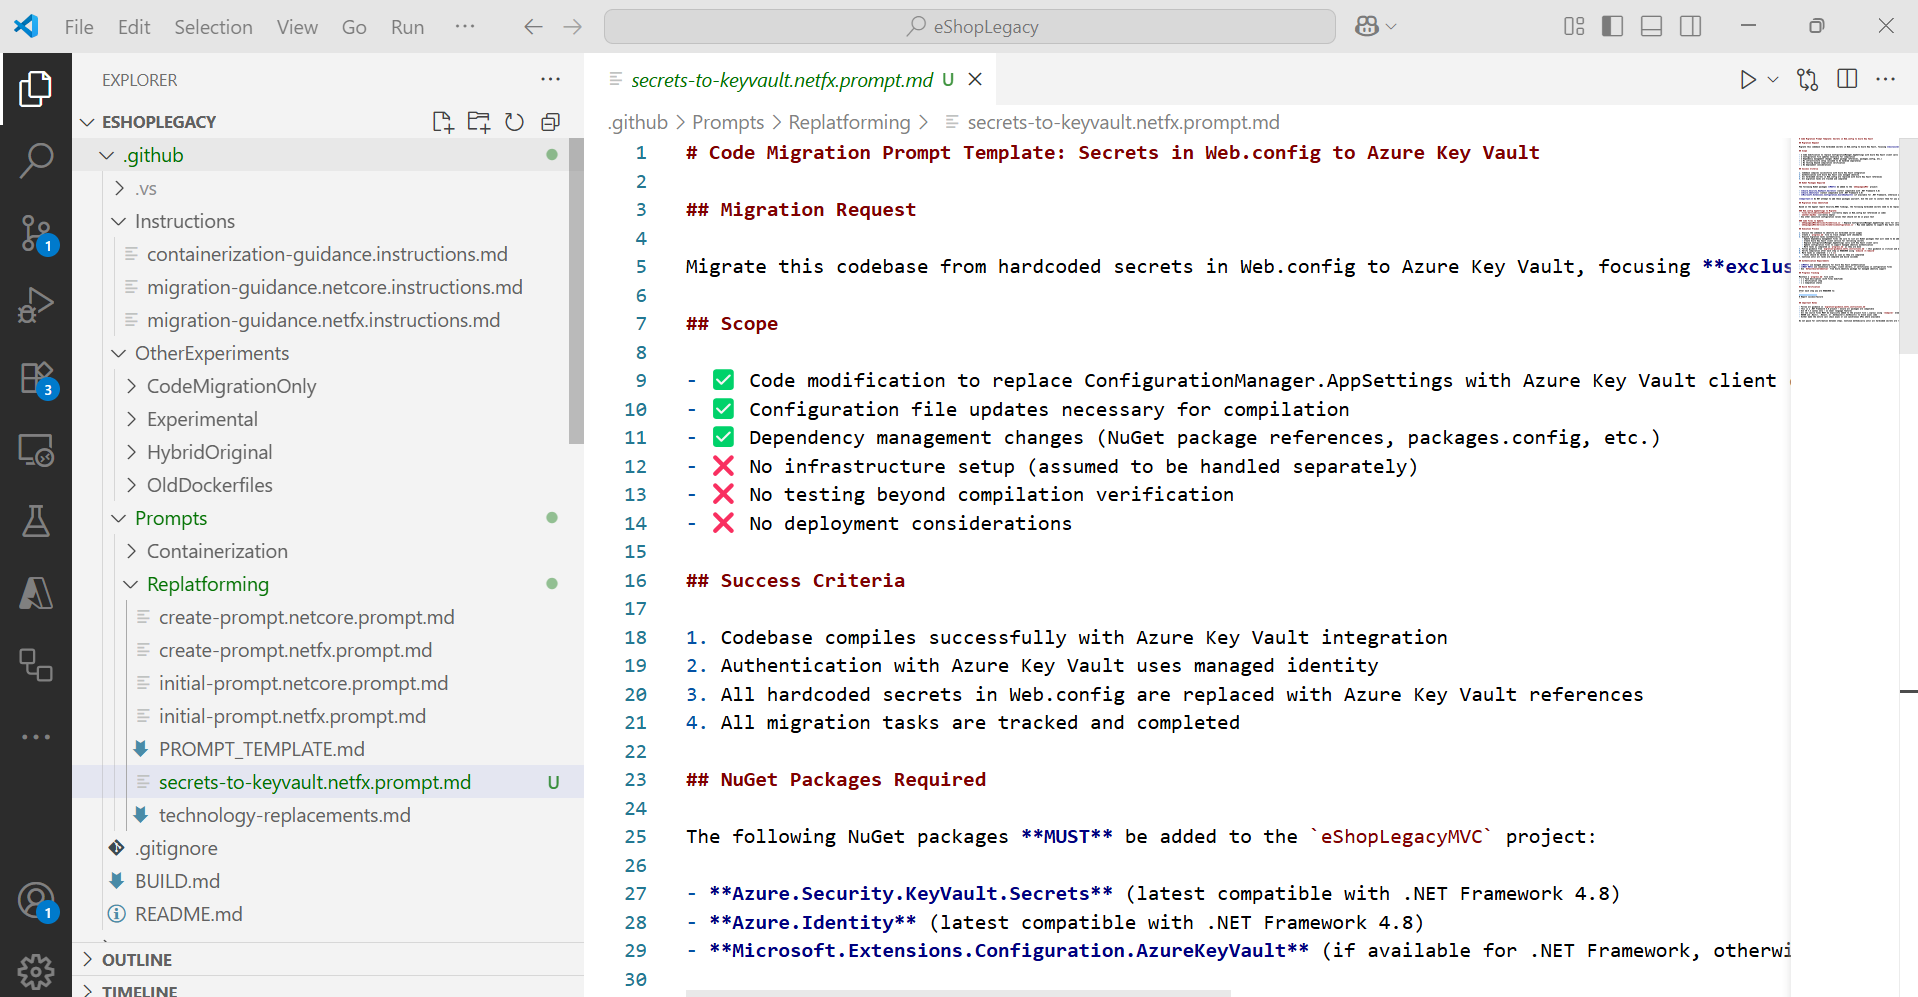 File Edit Selection View Go Run ··· eShopLegacy
EXPLORER ···
secrets-to-keyvault.netfx.prompt.md U
.github > Prompts > Replatforming > secrets-to-keyvault.netfx.prompt.md
ESHOPLEGACY
.github
.vs
Instructions
containerization-guidance.instructions.md
migration-guidance.netcore.instructions.md
migration-guidance.netfx.instructions.md
OtherExperiments
CodeMigrationOnly
Experimental
HybridOriginal
OldDockerfiles
Prompts
Containerization
Replatforming
create-prompt.netcore.prompt.md
create-prompt.netfx.prompt.md
initial-prompt.netcore.prompt.md
initial-prompt.netfx.prompt.md
PROMPT_TEMPLATE.md
secrets-to-keyvault.netfx.prompt.md U
technology-replacements.md
.gitignore
BUILD.md
README.md
OUTLINE
TIMELINE
1
3
1
1 # Code Migration Prompt Template: Secrets in Web.config to Azure Key Vault
2
3 ## Migration Request
4
5 Migrate this codebase from hardcoded secrets in Web.config to Azure Key Vault, focusing **exclus
6
7 ## Scope
8
9 - ✅ Code modification to replace ConfigurationManager.AppSettings with Azure Key Vault client
10 - ✅ Configuration file updates necessary for compilation
11 - ✅ Dependency management changes (NuGet package references, packages.config, etc.)
12 - ❌ No infrastructure setup (assumed to be handled separately)
13 - ❌ No testing beyond compilation verification
14 - ❌ No deployment considerations
15
16 ## Success Criteria
17
18 1. Codebase compiles successfully with Azure Key Vault integration
19 2. Authentication with Azure Key Vault uses managed identity
20 3. All hardcoded secrets in Web.config are replaced with Azure Key Vault references
21 4. All migration tasks are tracked and completed
22
23 ## NuGet Packages Required
24
25 The following NuGet packages **MUST** be added to the `eShopLegacyMVC` project:
26
27 - **Azure.Security.KeyVault.Secrets** (latest compatible with .NET Framework 4.8)
28 - **Azure.Identity** (latest compatible with .NET Framework 4.8)
29 - **Microsoft.Extensions.Configuration.AzureKeyVault** (if available for .NET Framework, otherwi
30